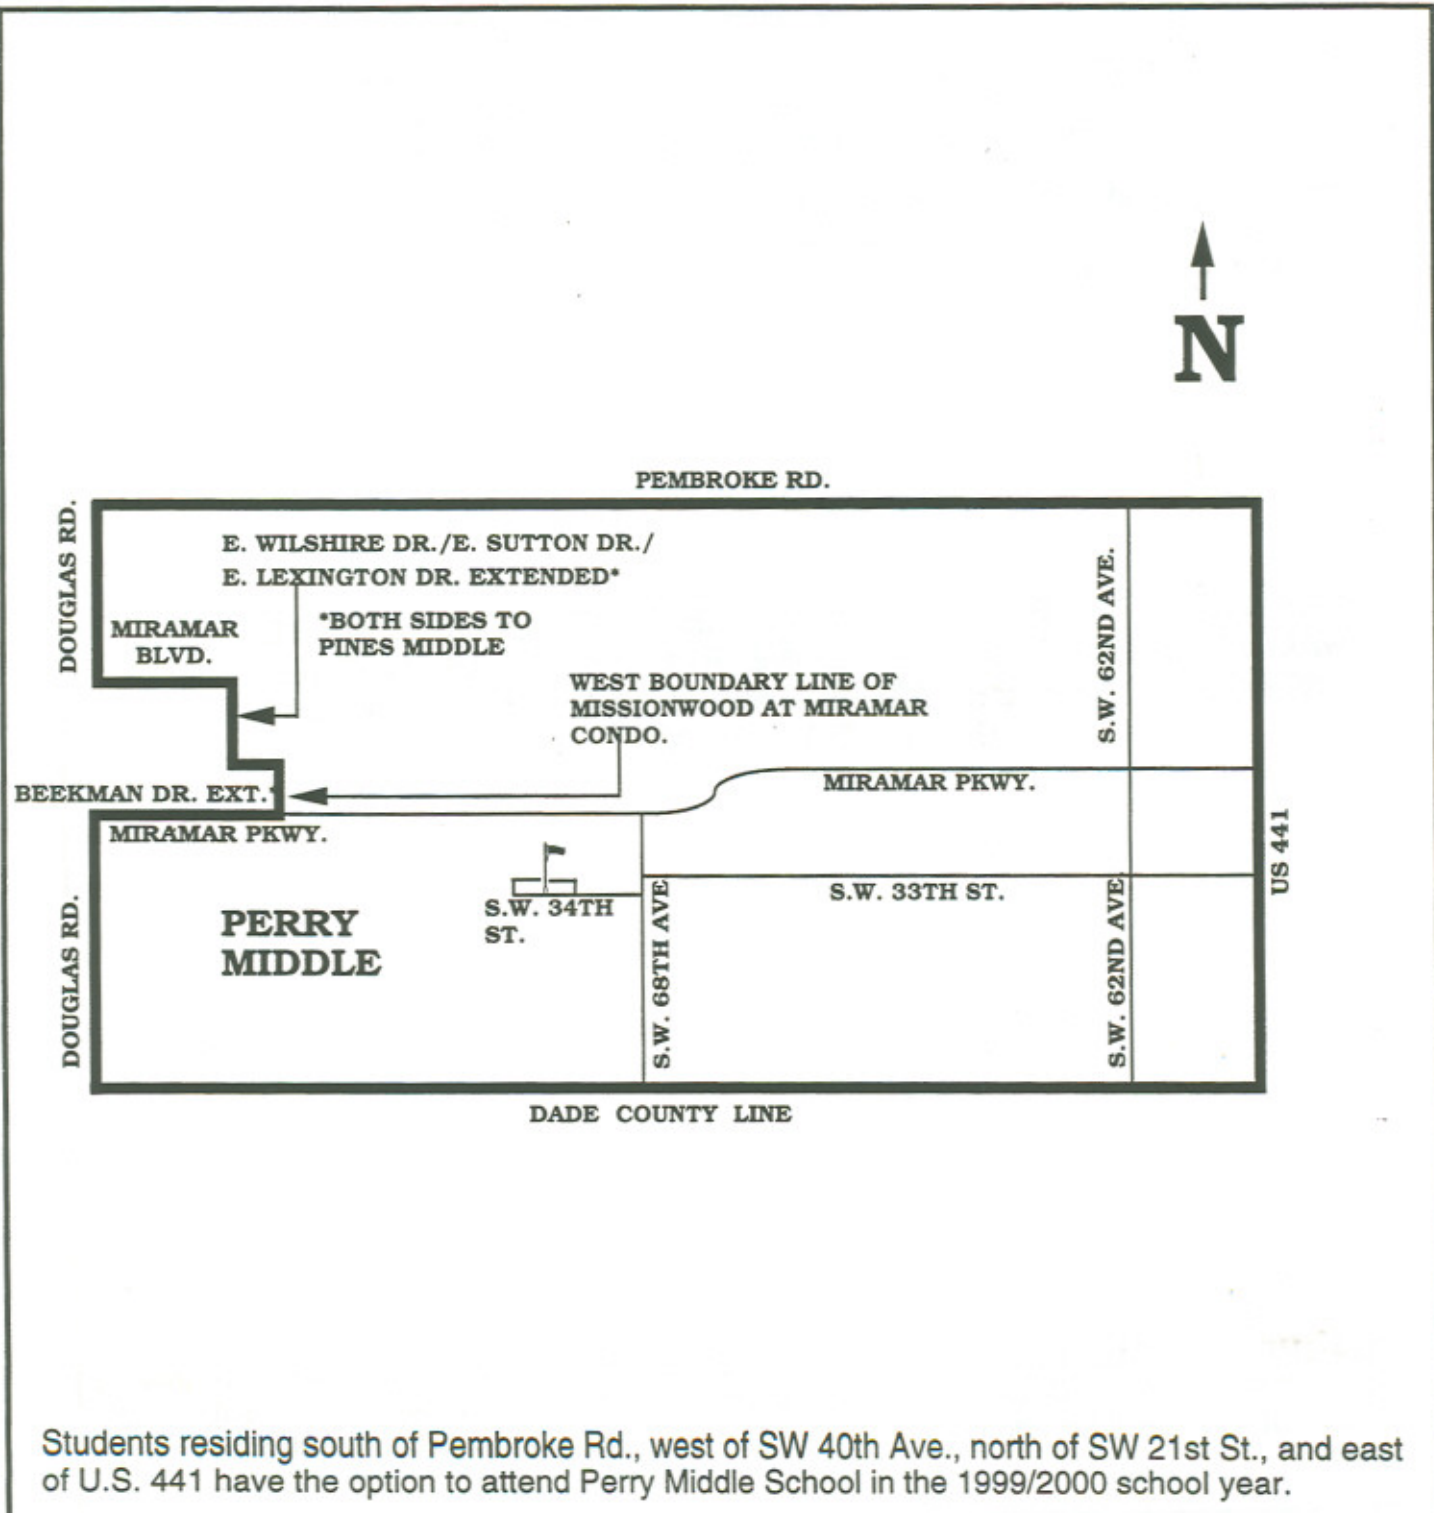 N
PEMBROKE RD.
DOUGLAS RD.
E. WILSHIRE DR./E. SUTTON DR./
E. LEXINGTON DR. EXTENDED*
*BOTH SIDES TO
PINES MIDDLE
MIRAMAR
BLVD.
S.W. 62ND AVE.
WEST BOUNDARY LINE OF
MISSIONWOOD AT MIRAMAR
CONDO.
BEEKMAN DR. EXT.*
MIRAMAR PKWY.
MIRAMAR PKWY.
US 441
S.W. 33TH ST.
S.W. 34TH
ST.
PERRY
MIDDLE
DOUGLAS RD.
S.W. 68TH AVE
S.W. 62ND AVE.
DADE COUNTY LINE
Students residing south of Pembroke Rd., west of SW 40th Ave., north of SW 21st St., and east
of U.S. 441 have the option to attend Perry Middle School in the 1999/2000 school year.